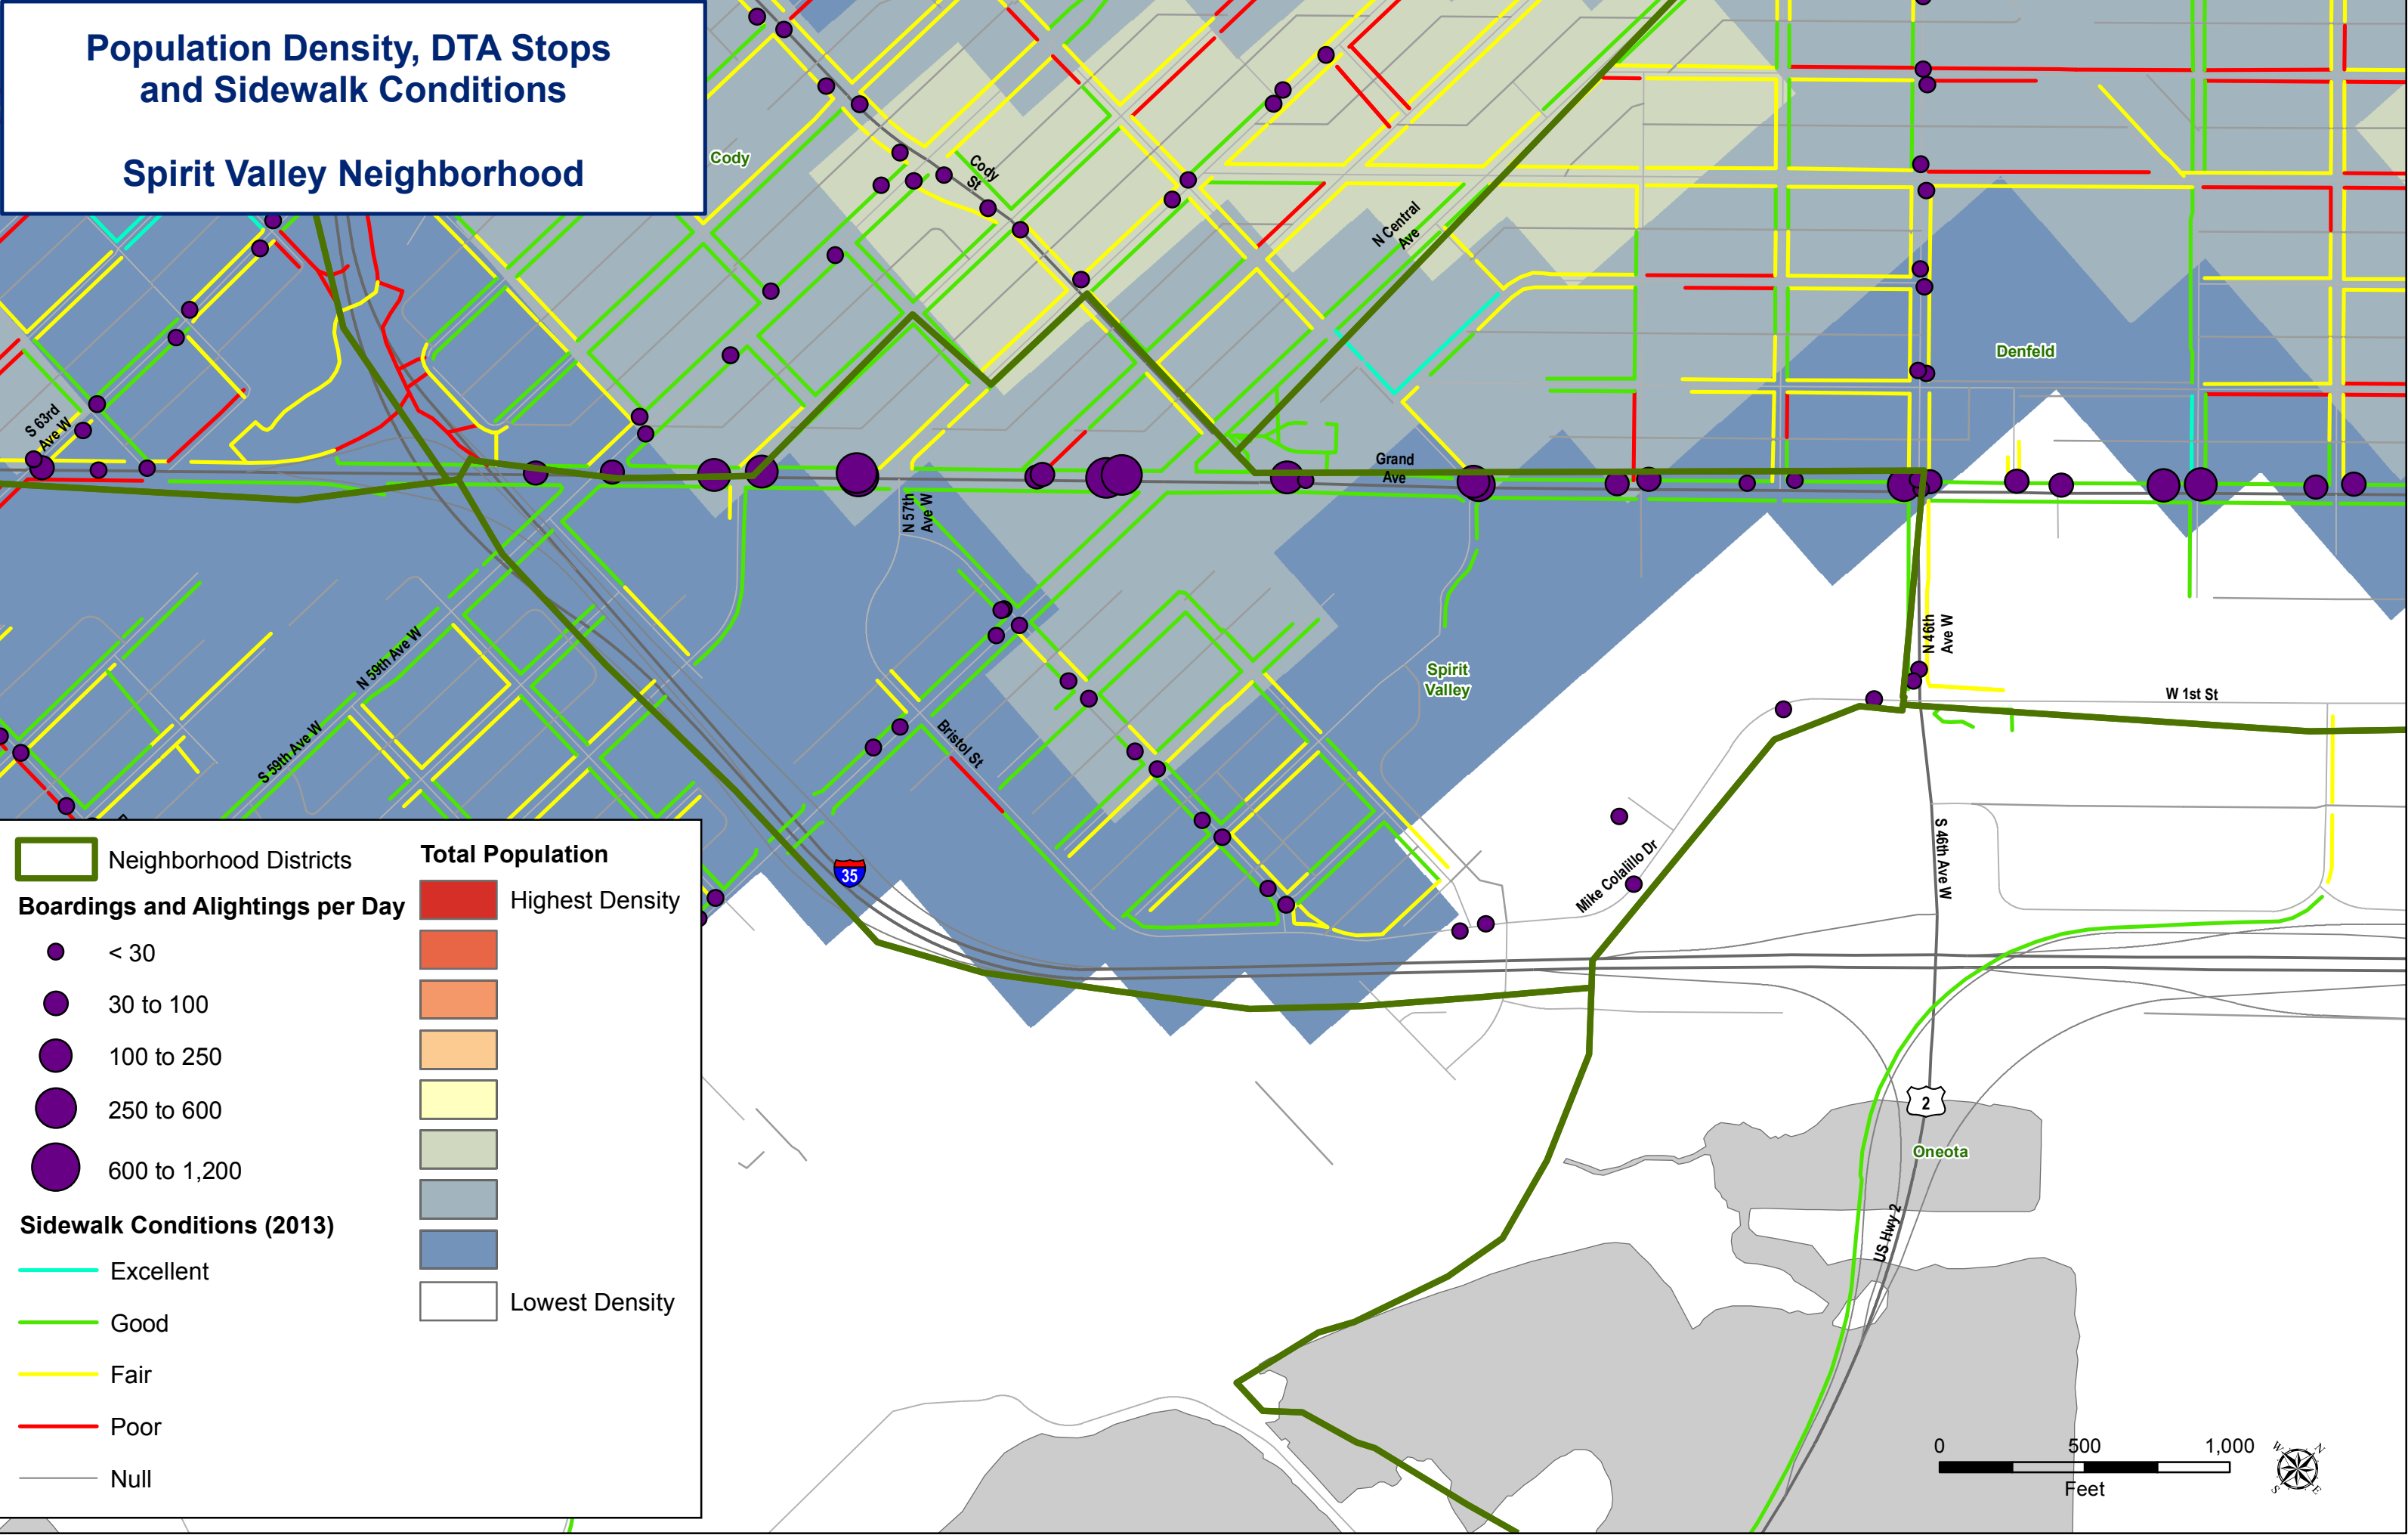 Population Density, DTA Stops
and Sidewalk Conditions
Spirit Valley Neighborhood
Cody
Cody
St
N Central
Ave
Denfeld
S 63rd
Ave W
Grand
Ave
N 57th
Ave W
N 59th Ave W
S 59th Ave W
Bristol St
Spirit
Valley
N 46th
Ave W
W 1st St
S 46th Ave W
Mike Colalillo Dr
35
2
Oneota
US Hwy 2
Neighborhood Districts
Boardings and Alightings per Day
< 30
30 to 100
100 to 250
250 to 600
600 to 1,200
Sidewalk Conditions (2013)
Excellent
Good
Fair
Poor
Null
Total Population
Highest Density
Lowest Density
0 500 1,000
Feet
W N
S E